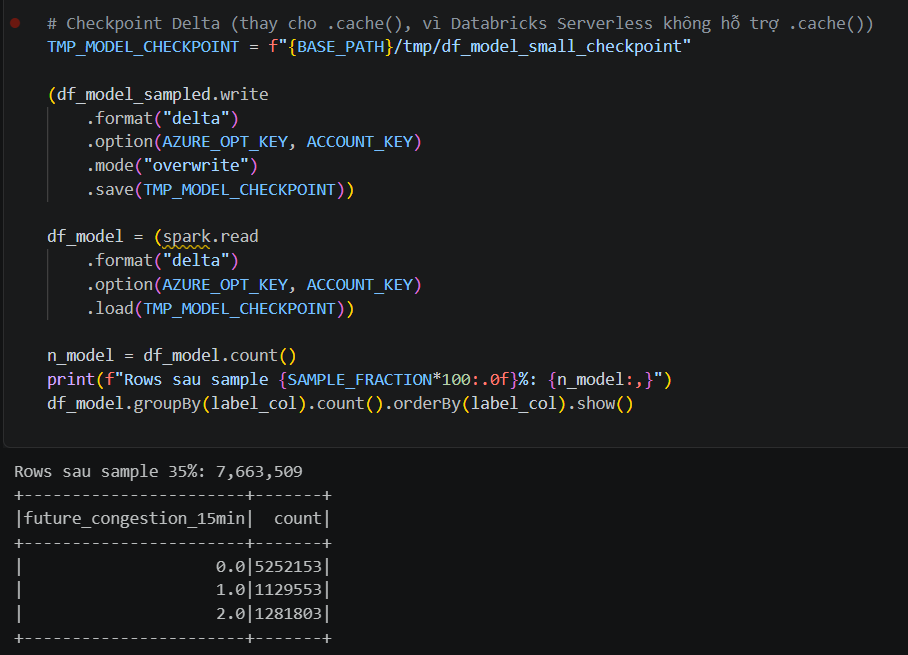 # Checkpoint Delta (thay cho .cache(), vì Databricks Serverless không hỗ trợ .cache())
TMP_MODEL_CHECKPOINT = f"{BASE_PATH}/tmp/df_model_small_checkpoint"
(df_model_sampled.write
.format("delta")
.option(AZURE_OPT_KEY, ACCOUNT_KEY)
.mode("overwrite")
.save(TMP_MODEL_CHECKPOINT))
df_model = (spark.read
.format("delta")
.option(AZURE_OPT_KEY, ACCOUNT_KEY)
.load(TMP_MODEL_CHECKPOINT))
n_model = df_model.count()
print(f"Rows sau sample {SAMPLE_FRACTION*100:.0f}%: {n_model:,}")
df_model.groupBy(label_col).count().orderBy(label_col).show()
Rows sau sample 35%: 7,663,509
+-----------------------+-------+
|future_congestion_15min|  count|
+-----------------------+-------+
|                    0.0|5252153|
|                    1.0|1129553|
|                    2.0|1281803|
+-----------------------+-------+